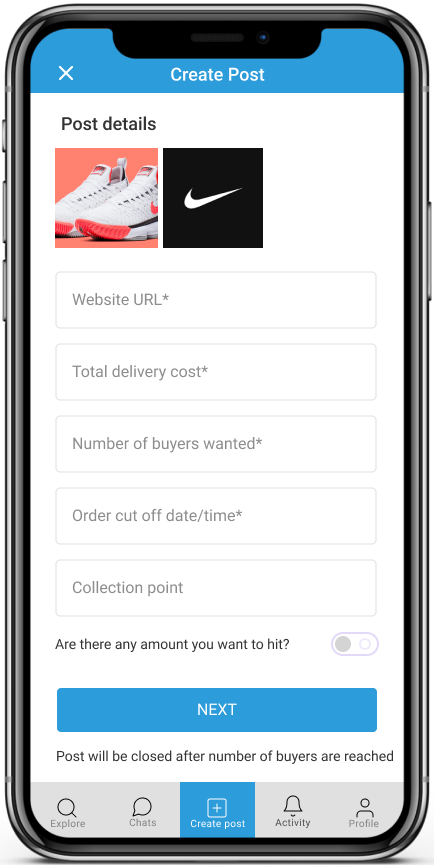 Create Post
Post details
Website URL*
Total delivery cost*
Number of buyers wanted*
Order cut off date/time*
Collection point
Are there any amount you want to hit?
NEXT
Post will be closed after number of buyers are reached
Explore
Chats
Create post
Activity
Profile